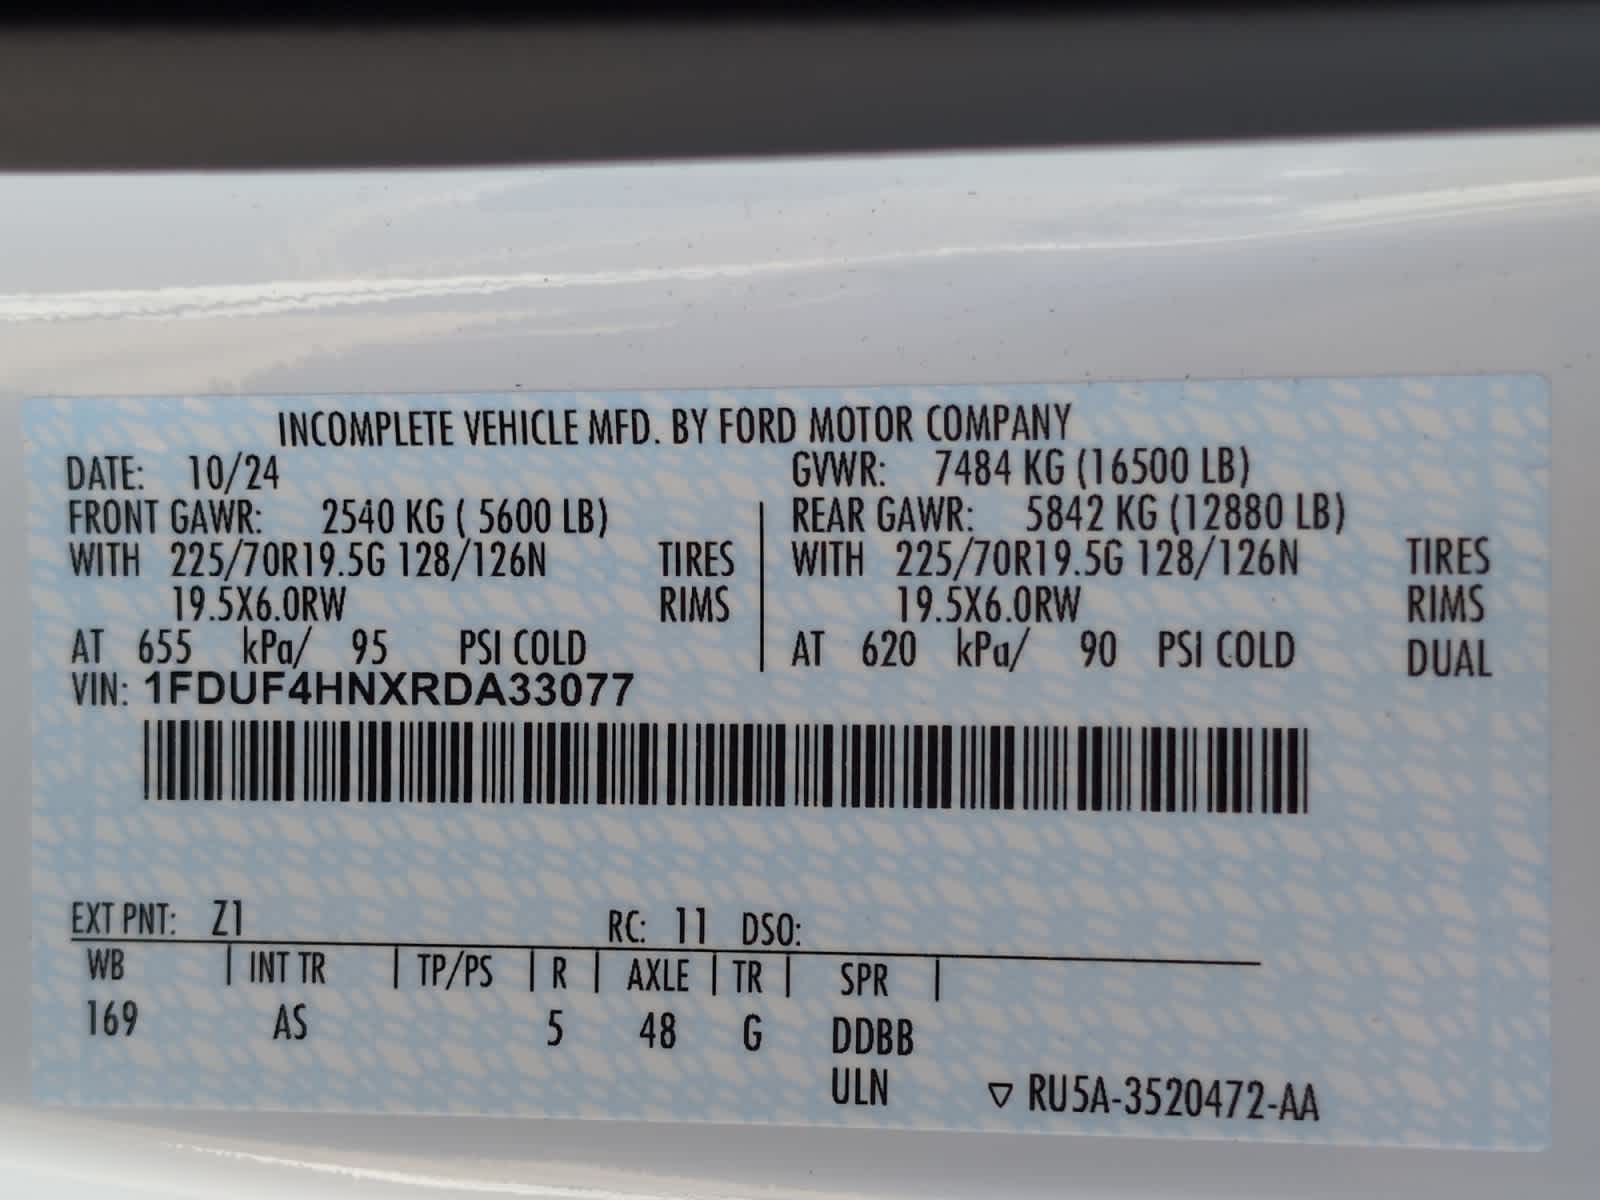 INCOMPLETE VEHICLE MFD. BY FORD MOTOR COMPANY
DATE: 10/24 GVWR: 7484 KG (16500 LB)
FRONT GAWR: 2540 KG ( 5600 LB) REAR GAWR: 5842 KG (12880 LB)
WITH 225/70R19.5G 128/126N TIRES WITH 225/70R19.5G 128/126N TIRES
19.5X6.0RW RIMS 19.5X6.0RW RIMS
AT 655 kPa/ 95 PSI COLD AT 620 kPa/ 90 PSI COLD DUAL
VIN: 1FDUF4HNXRDA33077
EXT PNT: Z1 RC: 11 DSO:
WB | INT TR | TP/PS | R | AXLE | TR | SPR |
169 AS 5 48 G DDBB
ULN ▽ RU5A-3520472-AA